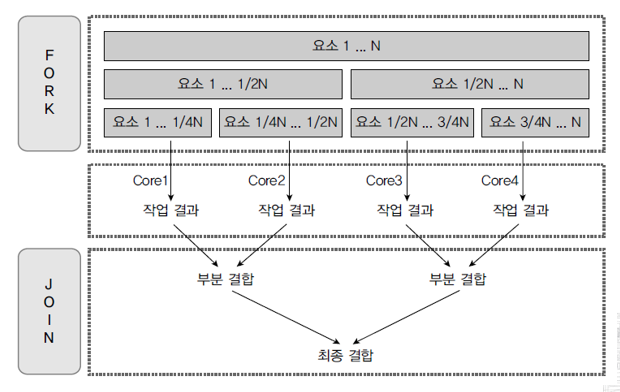 FORK
요소 1 ... N
요소 1 ... 1/2N
요소 1/2N ... N
요소 1 ... 1/4N
요소 1/4N ... 1/2N
요소 1/2N ... 3/4N
요소 3/4N ... N
Core1
Core2
Core3
Core4
작업 결과
작업 결과
작업 결과
작업 결과
JOIN
부분 결합
부분 결합
최종 결합